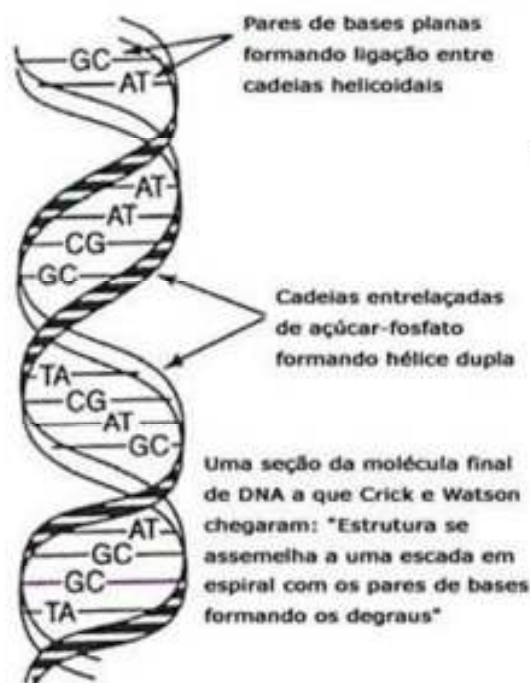 Pares de bases planas
formando ligação entre
cadeias helicoidais
GC
AT
AT
AT
CG
GC
Cadeias entrelaçadas
de açúcar-fosfato
formando hélice dupla
TA
CG
AT
GC
Uma seção da molécula final
de DNA a que Crick e Watson
chegaram: "Estrutura se
assemelha a uma escada em
espiral com os pares de bases
formando os degraus"
AT
GC
GC
TA